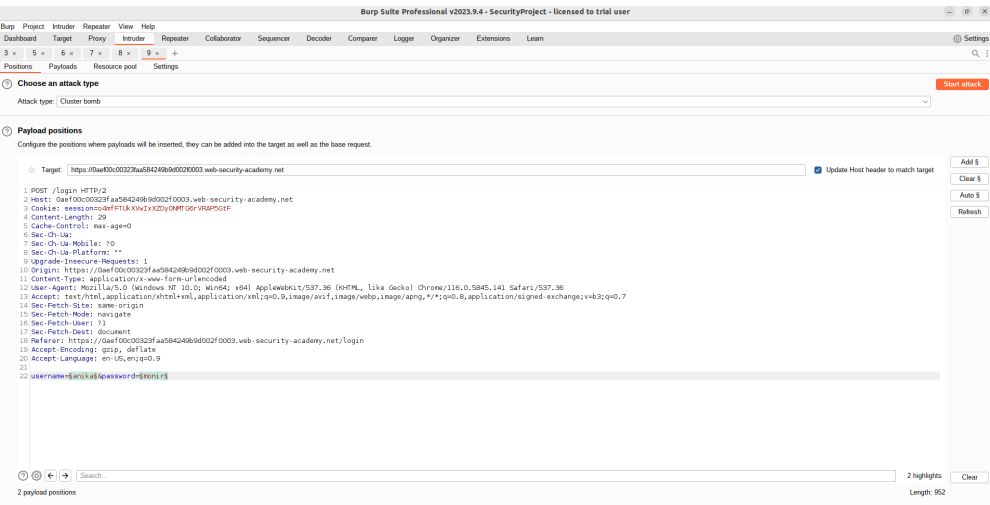 Burp Suite Professional v2023.9.4 - SecurityProject - licensed to trial user
Burp Project Intruder Repeater View Help
Dashboard Target Proxy Intruder Repeater Collaborator Sequencer Decoder Comparer Logger Organizer Extensions Learn Settings
3 × 5 × 6 × 7 × 8 × 9 × +
Positions Payloads Resource pool Settings
Choose an attack type Start attack
Attack type: Cluster bomb
Payload positions
Configure the positions where payloads will be inserted, they can be added into the target as well as the base request.
Target: https://0aef00c00323faa584249b9d002f0003.web-security-academy.net Update Host header to match target
Add §
Clear §
Auto §
Refresh
1 POST /login HTTP/2
2 Host: 0aef00c00323faa584249b9d002f0003.web-security-academy.net
3 Cookie: session=o4mfFTUkXVwIxXZDyONMTG6rVRAP5GtF
4 Content-Length: 29
5 Cache-Control: max-age=0
6 Sec-Ch-Ua:
7 Sec-Ch-Ua-Mobile: ?0
8 Sec-Ch-Ua-Platform: ""
9 Upgrade-Insecure-Requests: 1
10 Origin: https://0aef00c00323faa584249b9d002f0003.web-security-academy.net
11 Content-Type: application/x-www-form-urlencoded
12 User-Agent: Mozilla/5.0 (Windows NT 10.0; Win64; x64) AppleWebKit/537.36 (KHTML, like Gecko) Chrome/116.0.5845.141 Safari/537.36
13 Accept: text/html,application/xhtml+xml,application/xml;q=0.9,image/avif,image/webp,image/apng,*/*;q=0.8,application/signed-exchange;v=b3;q=0.7
14 Sec-Fetch-Site: same-origin
15 Sec-Fetch-Mode: navigate
16 Sec-Fetch-User: ?1
17 Sec-Fetch-Dest: document
18 Referer: https://0aef00c00323faa584249b9d002f0003.web-security-academy.net/login
19 Accept-Encoding: gzip, deflate
20 Accept-Language: en-US,en;q=0.9
21
22 username=§anika§&password=§monir§
Search... 2 highlights Clear
2 payload positions Length: 952